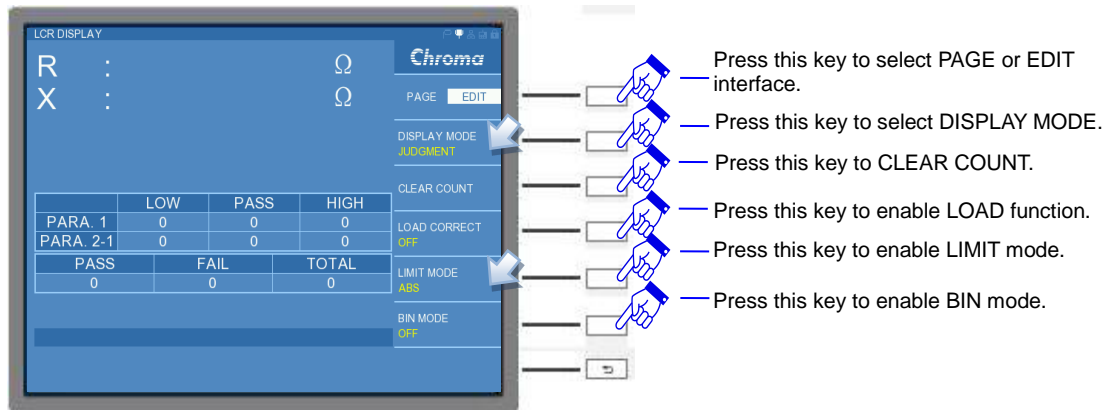 LCR DISPLAY
Chroma
R : Ω
X : Ω
PAGE EDIT
DISPLAY MODE
JUDGMENT
CLEAR COUNT
LOAD CORRECT
OFF
LIMIT MODE
ABS
BIN MODE
OFF
LOW PASS HIGH
PARA. 1 0 0 0
PARA. 2-1 0 0 0
PASS FAIL TOTAL
0 0 0
Press this key to select PAGE or EDIT
interface.
Press this key to select DISPLAY MODE.
Press this key to CLEAR COUNT.
Press this key to enable LOAD function.
Press this key to enable LIMIT mode.
Press this key to enable BIN mode.